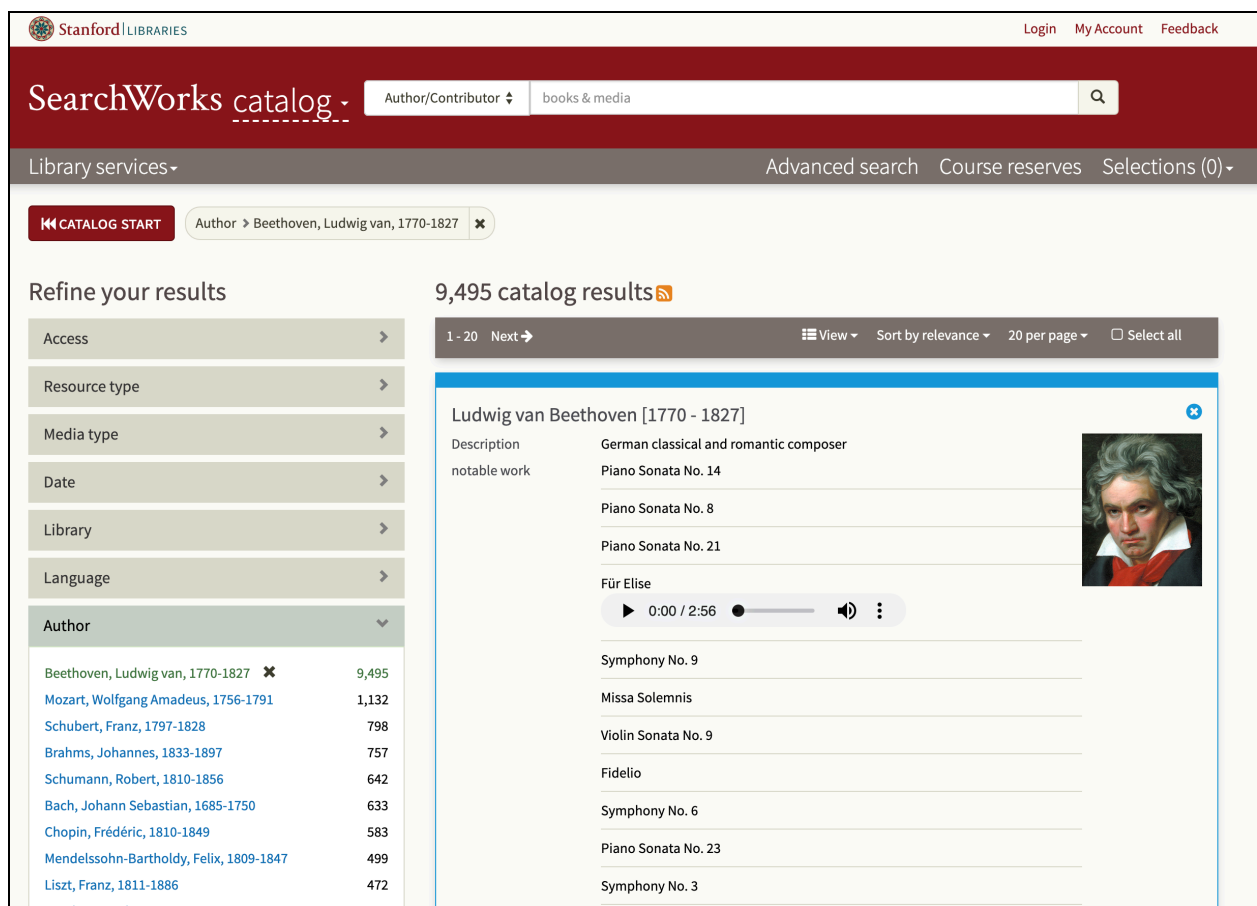 Stanford LIBRARIES
Login My Account Feedback
SearchWorks catalog
Author/Contributor books & media
Library services
Advanced search Course reserves Selections (0)
CATALOG START Author > Beethoven, Ludwig van, 1770-1827
Refine your results
Access
Resource type
Media type
Date
Library
Language
Author
Beethoven, Ludwig van, 1770-1827 9,495
Mozart, Wolfgang Amadeus, 1756-1791 1,132
Schubert, Franz, 1797-1828 798
Brahms, Johannes, 1833-1897 757
Schumann, Robert, 1810-1856 642
Bach, Johann Sebastian, 1685-1750 633
Chopin, Frédéric, 1810-1849 583
Mendelssohn-Bartholdy, Felix, 1809-1847 499
Liszt, Franz, 1811-1886 472
9,495 catalog results
1 - 20 Next View Sort by relevance 20 per page Select all
Ludwig van Beethoven [1770 - 1827]
Description German classical and romantic composer
notable work Piano Sonata No. 14
Piano Sonata No. 8
Piano Sonata No. 21
Für Elise
0:00 / 2:56
Symphony No. 9
Missa Solemnis
Violin Sonata No. 9
Fidelio
Symphony No. 6
Piano Sonata No. 23
Symphony No. 3